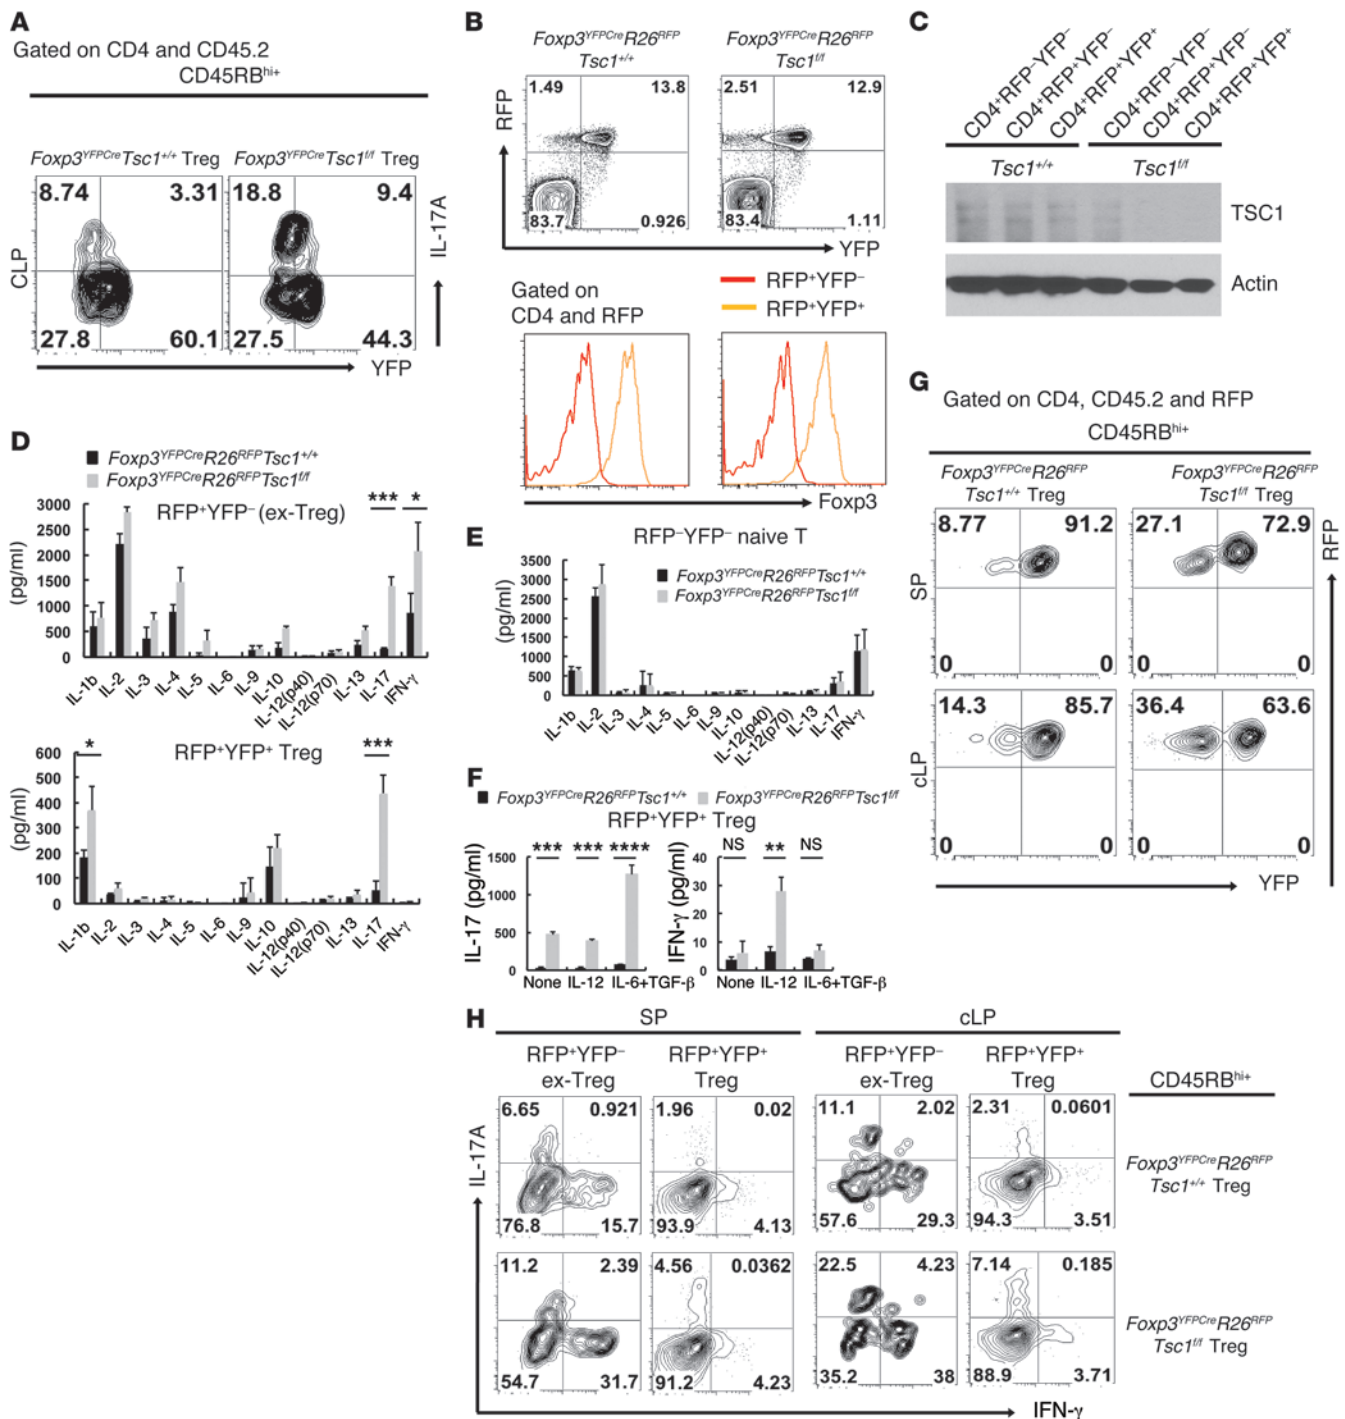 A
Gated on CD4 and CD45.2
CD45RBhi+
Foxp3YFPCreTsc1+/+ Treg
Foxp3YFPCreTsc1f/f Treg
8.74
3.31
18.8
9.4
27.8
60.1
27.5
44.3
CLP
IL-17A
YFP
B
Foxp3YFPCreR26RFP
Tsc1+/+
Foxp3YFPCreR26RFP
Tsc1f/f
1.49
13.8
2.51
12.9
83.7
0.926
83.4
1.11
RFP
YFP
Gated on
CD4 and RFP
RFP+YFP–
RFP+YFP+
Foxp3
C
CD4+RFP–YFP–
CD4+RFP+YFP–
CD4+RFP+YFP+
CD4+RFP–YFP–
CD4+RFP+YFP–
CD4+RFP+YFP+
Tsc1+/+
Tsc1f/f
TSC1
Actin
D
Foxp3YFPCreR26RFPTsc1+/+
Foxp3YFPCreR26RFPTsc1f/f
RFP+YFP– (ex-Treg)
*** *
(pg/ml)
3000
2500
2000
1500
1000
500
0
IL-1b
IL-2
IL-3
IL-4
IL-5
IL-6
IL-9
IL-10
IL-12(p40)
IL-12(p70)
IL-13
IL-17
IFN-γ
RFP+YFP+ Treg
* ***
(pg/ml)
600
500
400
300
200
100
0
IL-1b
IL-2
IL-3
IL-4
IL-5
IL-6
IL-9
IL-10
IL-12(p40)
IL-12(p70)
IL-13
IL-17
IFN-γ
E
RFP–YFP– naive T
Foxp3YFPCreR26RFPTsc1+/+
Foxp3YFPCreR26RFPTsc1f/f
(pg/ml)
3500
3000
2500
2000
1500
1000
500
0
IL-1b
IL-2
IL-3
IL-4
IL-5
IL-6
IL-9
IL-10
IL-12(p40)
IL-12(p70)
IL-13
IL-17
IFN-γ
F
Foxp3YFPCreR26RFPTsc1+/+
Foxp3YFPCreR26RFPTsc1f/f
RFP+YFP+ Treg
*** *** ****
IL-17 (pg/ml)
1500
1000
500
0
None IL-12 IL-6+TGF-β
NS ** NS
IFN-γ (pg/ml)
40
30
20
10
0
None IL-12 IL-6+TGF-β
G
Gated on CD4, CD45.2 and RFP
CD45RBhi+
Foxp3YFPCreR26RFP
Tsc1+/+ Treg
Foxp3YFPCreR26RFP
Tsc1f/f Treg
SP
8.77
91.2
27.1
72.9
0
0
0
0
cLP
14.3
85.7
36.4
63.6
0
0
0
0
RFP
YFP
H
SP
cLP
RFP+YFP–
ex-Treg
RFP+YFP+
Treg
RFP+YFP–
ex-Treg
RFP+YFP+
Treg
CD45RBhi+
6.65
0.921
1.96
0.02
11.1
2.02
2.31
0.0601
76.8
15.7
93.9
4.13
57.6
29.3
94.3
3.51
Foxp3YFPCreR26RFP
Tsc1+/+ Treg
11.2
2.39
4.56
0.0362
22.5
4.23
7.14
0.185
54.7
31.7
91.2
4.23
35.2
38
88.9
3.71
Foxp3YFPCreR26RFP
Tsc1f/f Treg
IL-17A
IFN-γ